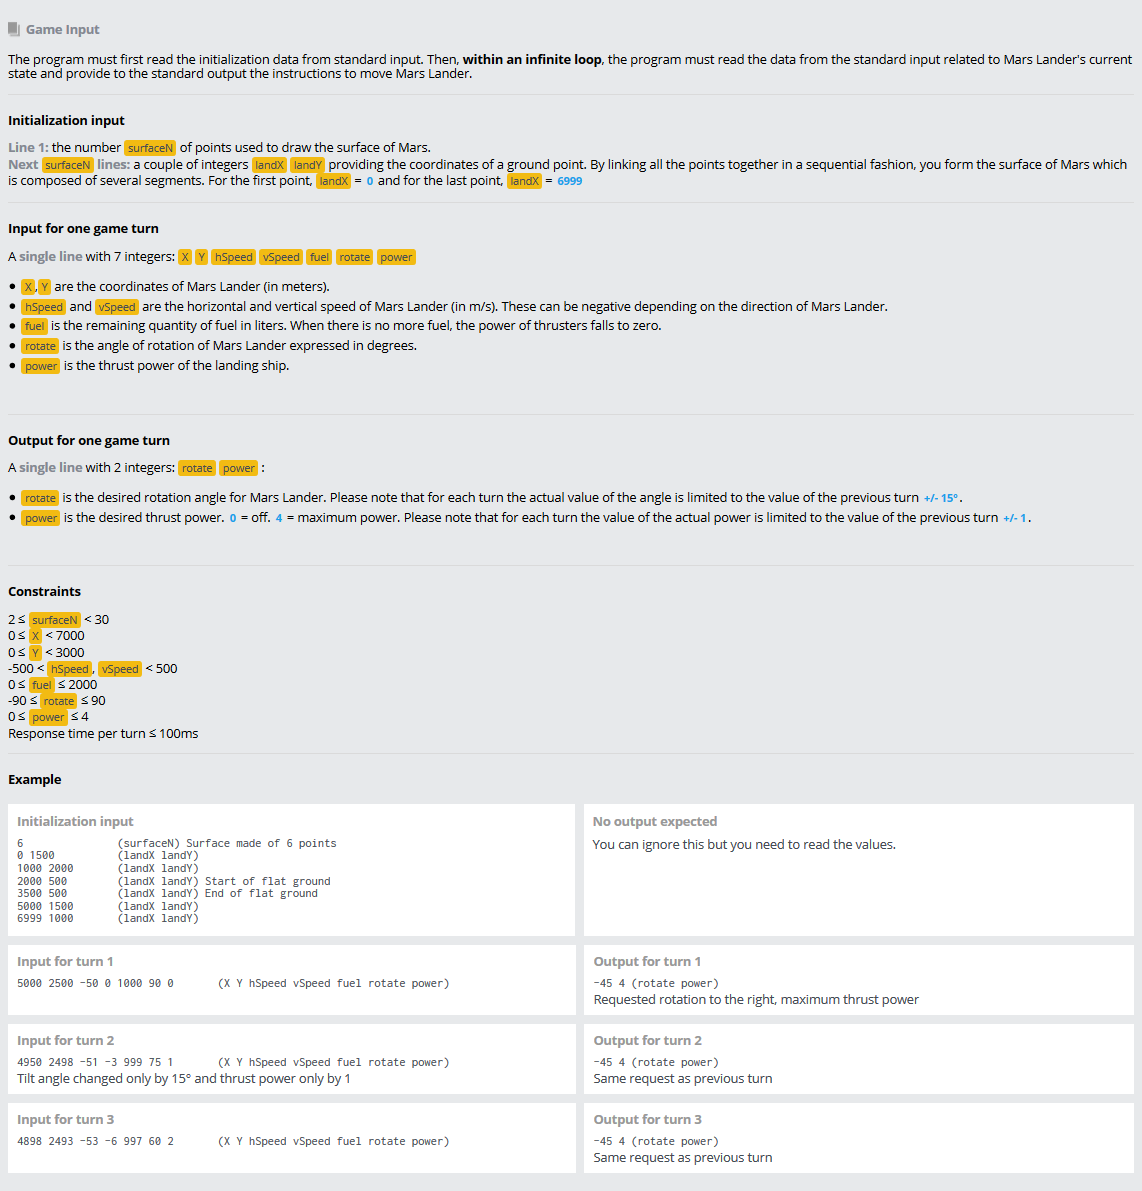 Game Input
The program must first read the initialization data from standard input. Then, within an infinite loop, the program must read the data from the standard input related to Mars Lander's current
state and provide to the standard output the instructions to move Mars Lander.
Initialization input
Line 1: the number surfaceN of points used to draw the surface of Mars.
Next surfaceN lines: a couple of integers landX landY providing the coordinates of a ground point. By linking all the points together in a sequential fashion, you form the surface of Mars which
is composed of several segments. For the first point, landX = 0 and for the last point, landX = 6999
Input for one game turn
A single line with 7 integers: X Y hSpeed vSpeed fuel rotate power
• X,Y are the coordinates of Mars Lander (in meters).
• hSpeed and vSpeed are the horizontal and vertical speed of Mars Lander (in m/s). These can be negative depending on the direction of Mars Lander.
• fuel is the remaining quantity of fuel in liters. When there is no more fuel, the power of thrusters falls to zero.
• rotate is the angle of rotation of Mars Lander expressed in degrees.
• power is the thrust power of the landing ship.
Output for one game turn
A single line with 2 integers: rotate power :
• rotate is the desired rotation angle for Mars Lander. Please note that for each turn the actual value of the angle is limited to the value of the previous turn +/- 15°.
• power is the desired thrust power. 0 = off. 4 = maximum power. Please note that for each turn the value of the actual power is limited to the value of the previous turn +/- 1.
Constraints
2 ≤ surfaceN < 30
0 ≤ X < 7000
0 ≤ Y < 3000
-500 < hSpeed, vSpeed < 500
0 ≤ fuel ≤ 2000
-90 ≤ rotate ≤ 90
0 ≤ power ≤ 4
Response time per turn ≤ 100ms
Example
Initialization input
6 (surfaceN) Surface made of 6 points
0 1500 (landX landY)
1000 2000 (landX landY)
2000 500 (landX landY) Start of flat ground
3500 500 (landX landY) End of flat ground
5000 1500 (landX landY)
6999 1000 (landX landY)
No output expected
You can ignore this but you need to read the values.
Input for turn 1
5000 2500 -50 0 1000 90 0 (X Y hSpeed vSpeed fuel rotate power)
Output for turn 1
-45 4 (rotate power)
Requested rotation to the right, maximum thrust power
Input for turn 2
4950 2498 -51 -3 999 75 1 (X Y hSpeed vSpeed fuel rotate power)
Tilt angle changed only by 15° and thrust power only by 1
Output for turn 2
-45 4 (rotate power)
Same request as previous turn
Input for turn 3
4898 2493 -53 -6 997 60 2 (X Y hSpeed vSpeed fuel rotate power)
Output for turn 3
-45 4 (rotate power)
Same request as previous turn